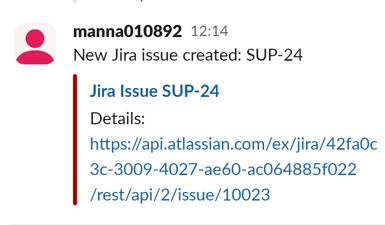 manna010892 12:14
New Jira issue created: SUP-24
Jira Issue SUP-24
Details:
https://api.atlassian.com/ex/jira/42fa0c
3c-3009-4027-ae60-ac064885f022
/rest/api/2/issue/10023